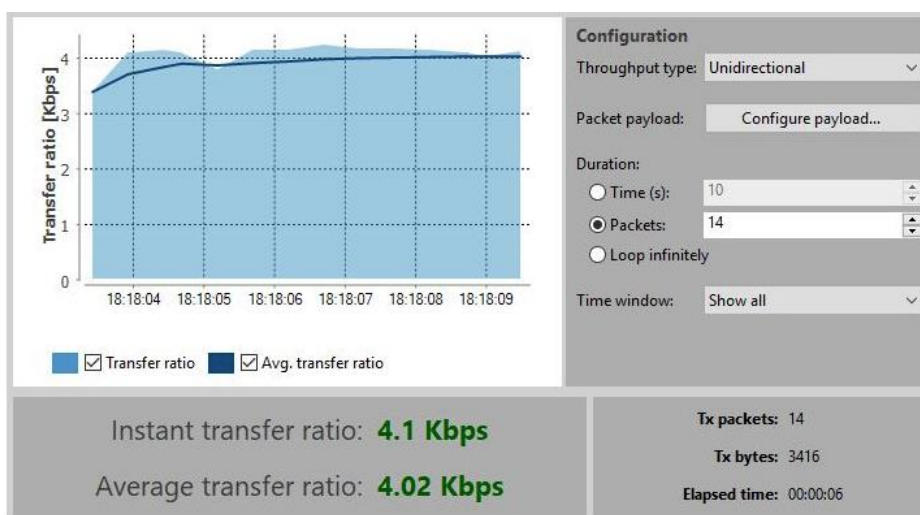 Transfer ratio [Kbps]
4
3
2
1
0
18:18:04 18:18:05 18:18:06 18:18:07 18:18:08 18:18:09
Transfer ratio Avg. transfer ratio
Configuration
Throughput type: Unidirectional
Packet payload: Configure payload...
Duration:
Time (s): 10
Packets: 14
Loop infinitely
Time window: Show all
Instant transfer ratio: 4.1 Kbps
Average transfer ratio: 4.02 Kbps
Tx packets: 14
Tx bytes: 3416
Elapsed time: 00:00:06